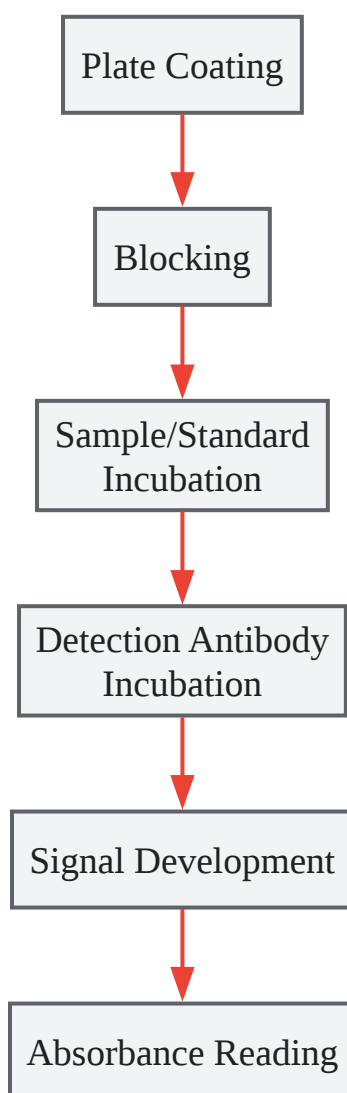 Plate Coating
Blocking
Sample/Standard
Incubation
Detection Antibody
Incubation
Signal Development
Absorbance Reading